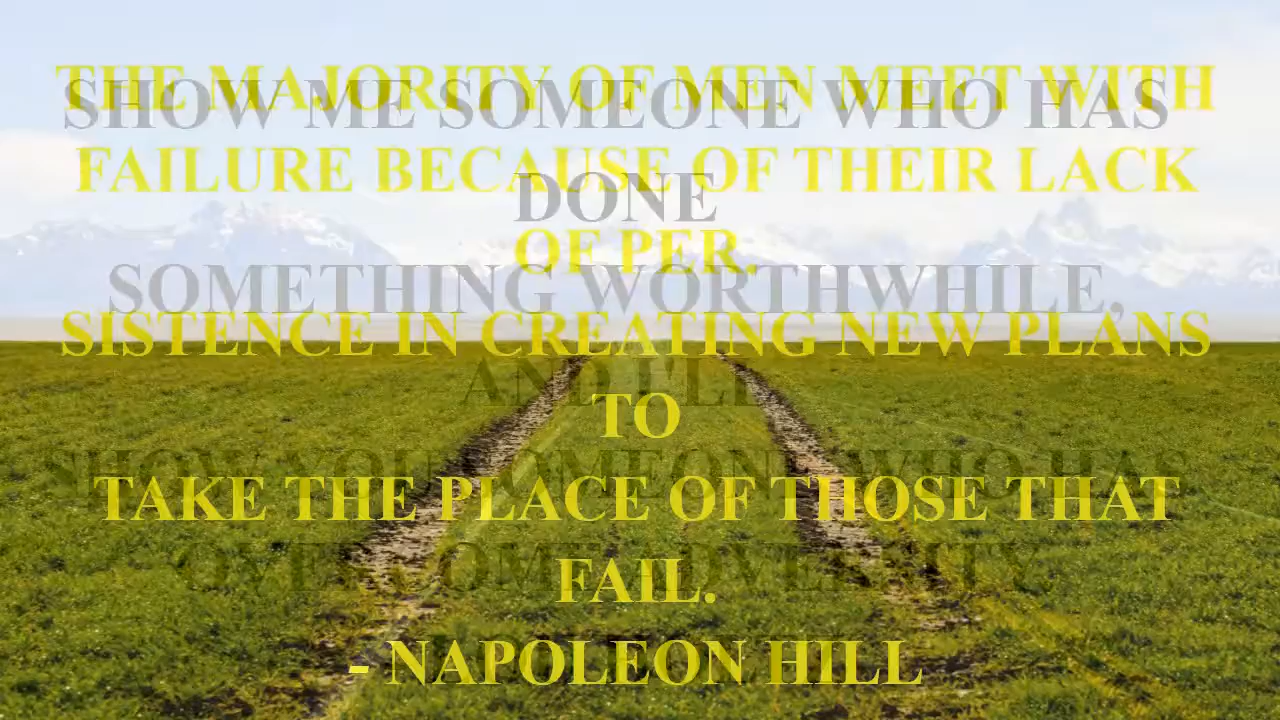 THE MAJORITY OF MEN MEET WITH
FAILURE BECAUSE OF THEIR LACK
OF PER.
SISTENCE IN CREATING NEW PLANS
TO
TAKE THE PLACE OF THOSE THAT
FAIL.
- NAPOLEON HILL
SHOW ME SOMEONE WHO HAS
DONE
SOMETHING WORTHWHILE,
AND I'LL
SHOW YOU SOMEONE WHO HAS
OVERCOME ADVERSITY